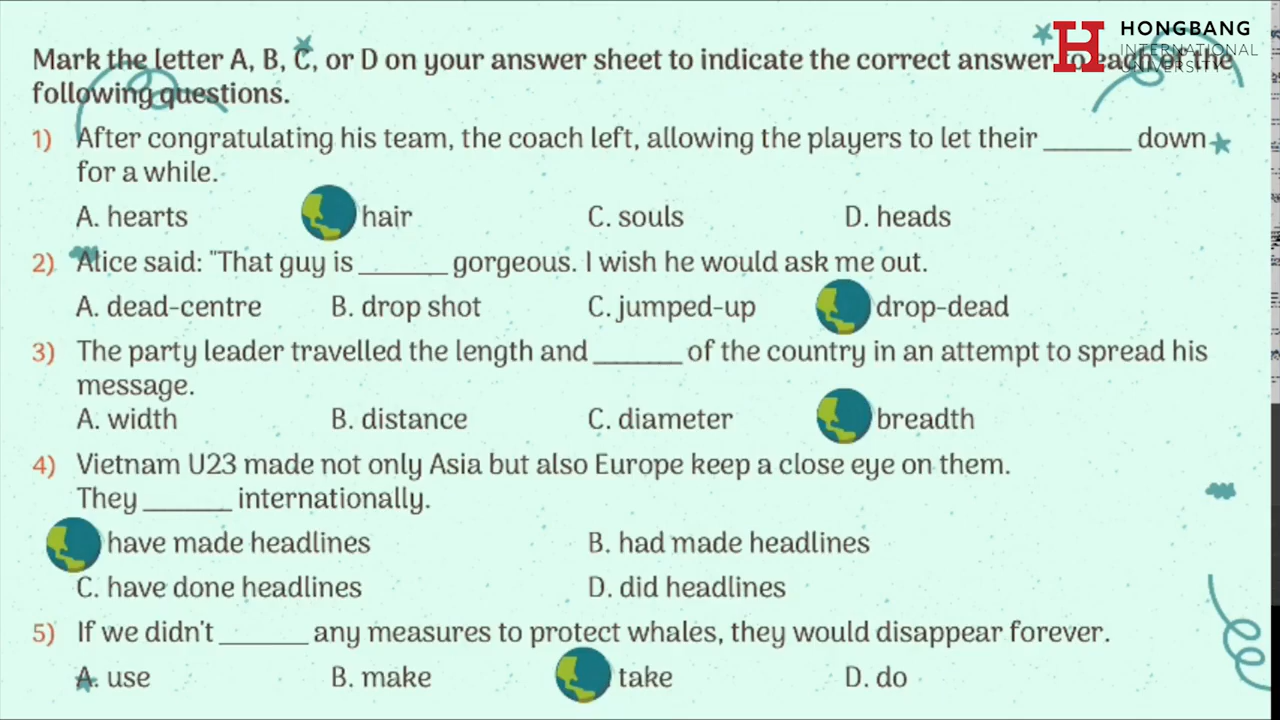 HONGBANG
INTERNATIONAL
UNIVERSITY
Mark the letter A, B, C, or D on your answer sheet to indicate the correct answer to each of the
following questions.
1) After congratulating his team, the coach left, allowing the players to let their ______ down
for a while.
A. hearts hair C. souls D. heads
2) Alice said: "That guy is ______ gorgeous. I wish he would ask me out.
A. dead-centre B. drop shot C. jumped-up drop-dead
3) The party leader travelled the length and ______ of the country in an attempt to spread his
message.
A. width B. distance C. diameter breadth
4) Vietnam U23 made not only Asia but also Europe keep a close eye on them.
They ______ internationally.
have made headlines B. had made headlines
C. have done headlines D. did headlines
5) If we didn't ______ any measures to protect whales, they would disappear forever.
A. use B. make take D. do